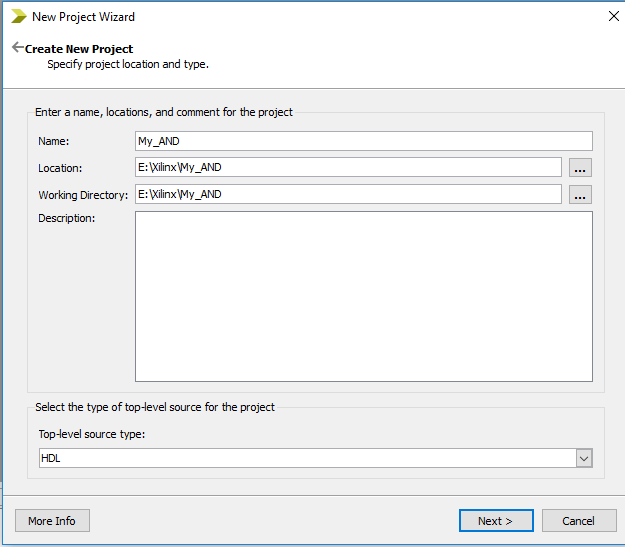 New Project Wizard
Create New Project
Specify project location and type.
Enter a name, locations, and comment for the project
Name:
My_AND
Location:
E:\Xilinx\My_AND
...
Working Directory:
E:\Xilinx\My_AND
...
Description:
Select the type of top-level source for the project
Top-level source type:
HDL
More Info
Next >
Cancel